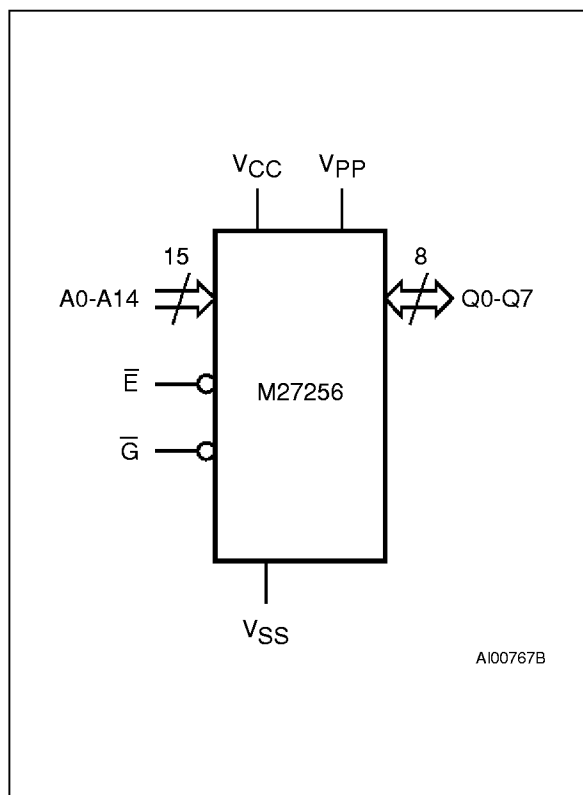 VCC VPP
15 8
A0-A14 Q0-Q7
E̅
M27256
G̅
VSS
AI00767B